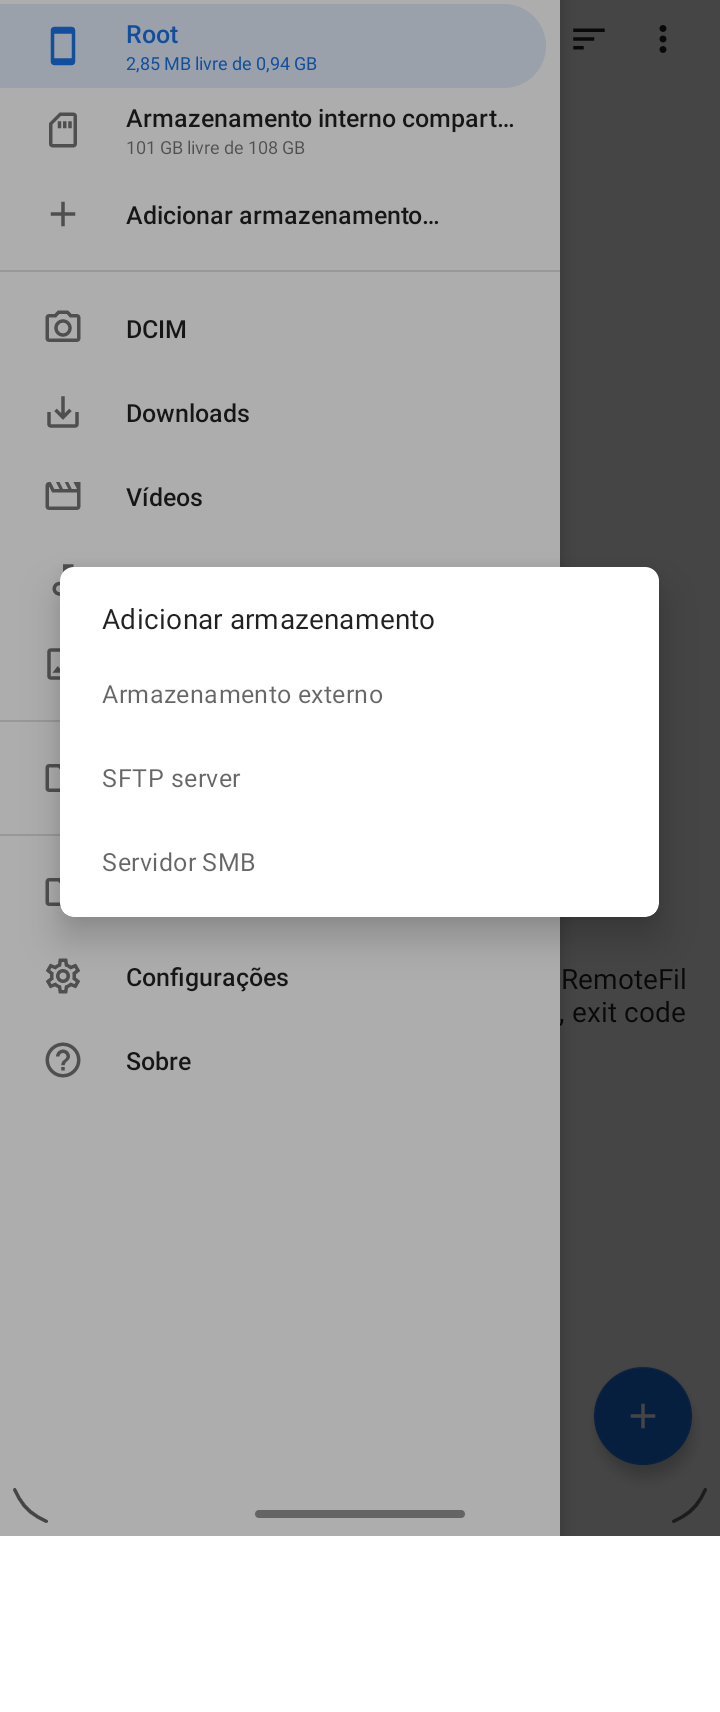 Root
2,85 MB livre de 0,94 GB
Armazenamento interno compart…
101 GB livre de 108 GB
Adicionar armazenamento…
DCIM
Downloads
Vídeos
Adicionar armazenamento
Armazenamento externo
SFTP server
Servidor SMB
Configurações
RemoteFil
, exit code
Sobre